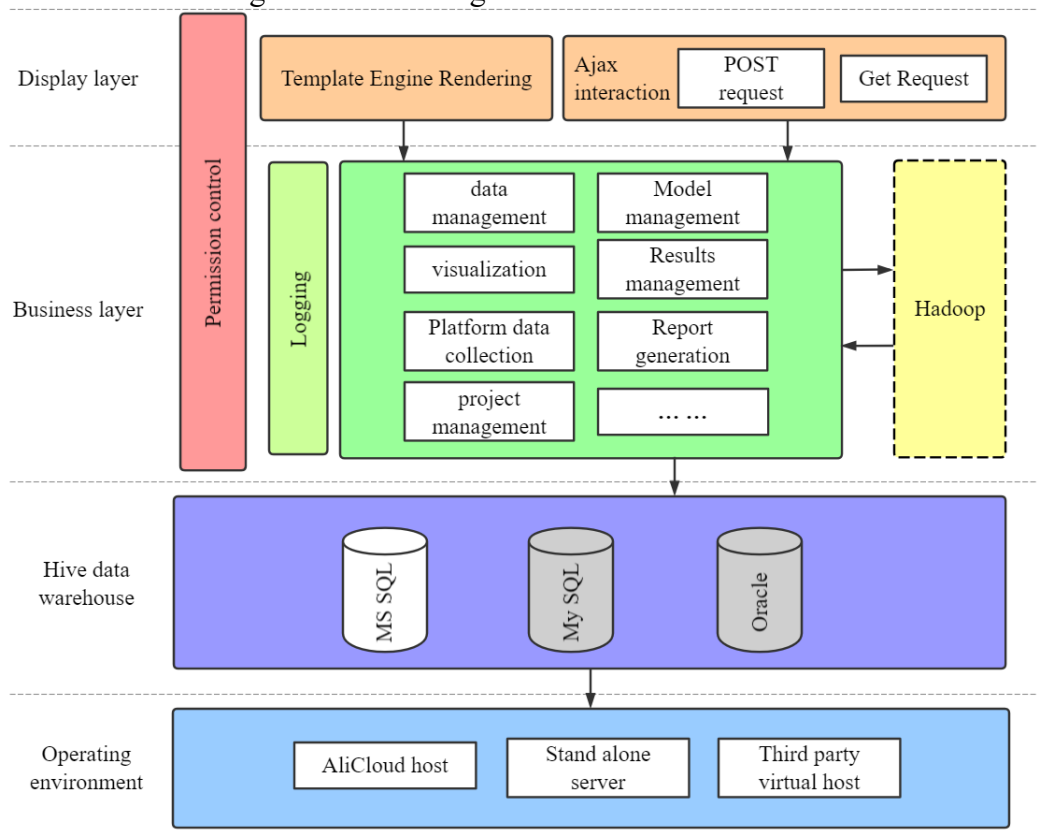 Display layer
Template Engine Rendering
Ajax
interaction
POST
request
Get Request
Permission control
Business layer
Logging
data
management
Model
management
visualization
Results
management
Platform data
collection
Report
generation
project
management
... ...
Hadoop
Hive data
warehouse
MS SQL
My SQL
Oracle
Operating
environment
AliCloud host
Stand alone
server
Third party
virtual host